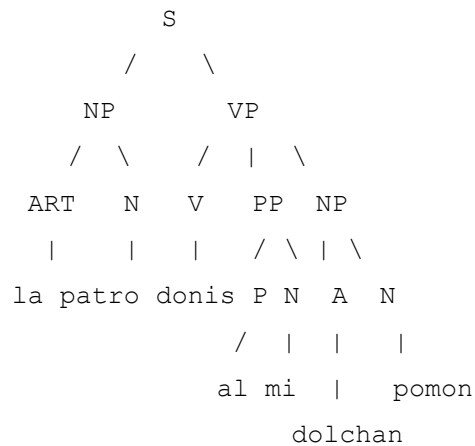 S
/ \
NP VP
/ \ / | \
ART N V PP NP
| | | / \ | \
la patro donis P N A N
/ | | |
al mi | pomon
dolchan